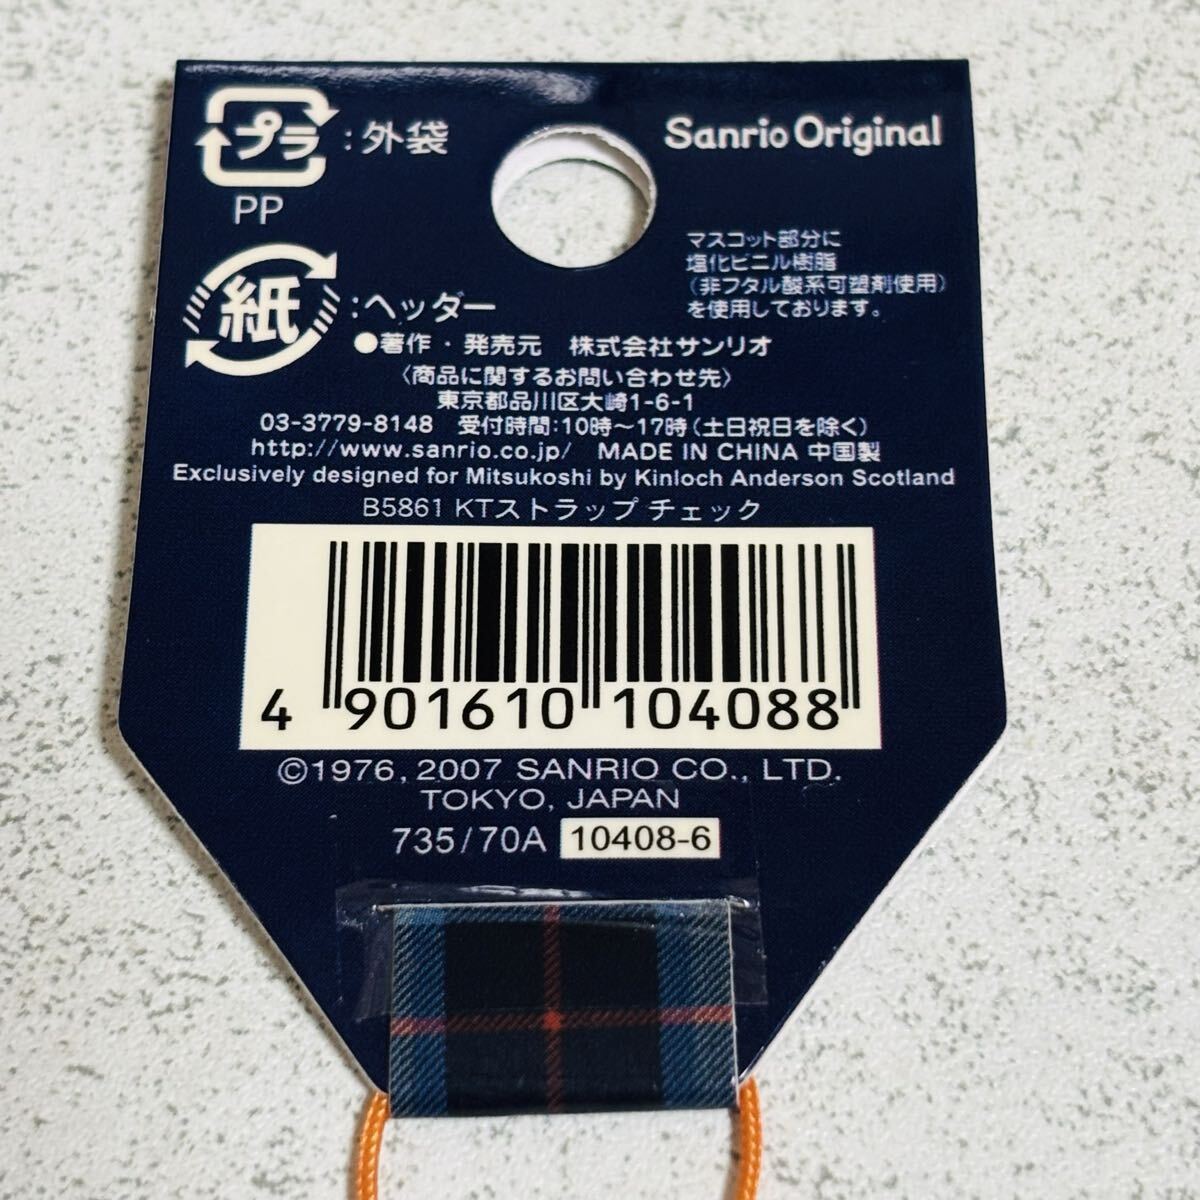 プラ :外袋
PP
Sanrio Original
マスコット部分に
塩化ビニル樹脂
(非フタル酸系可塑剤使用)
を使用しております。
紙 :ヘッダー
●著作・発売元 株式会社サンリオ
〈商品に関するお問い合わせ先〉
東京都品川区大崎1-6-1
03-3779-8148 受付時間:10時〜17時(土日祝日を除く)
http://www.sanrio.co.jp/ MADE IN CHINA 中国製
Exclusively designed for Mitsukoshi by Kinloch Anderson Scotland
B5861 KTストラップ チェック
4 901610 104088
©1976, 2007 SANRIO CO., LTD.
TOKYO, JAPAN
735/70A 10408-6